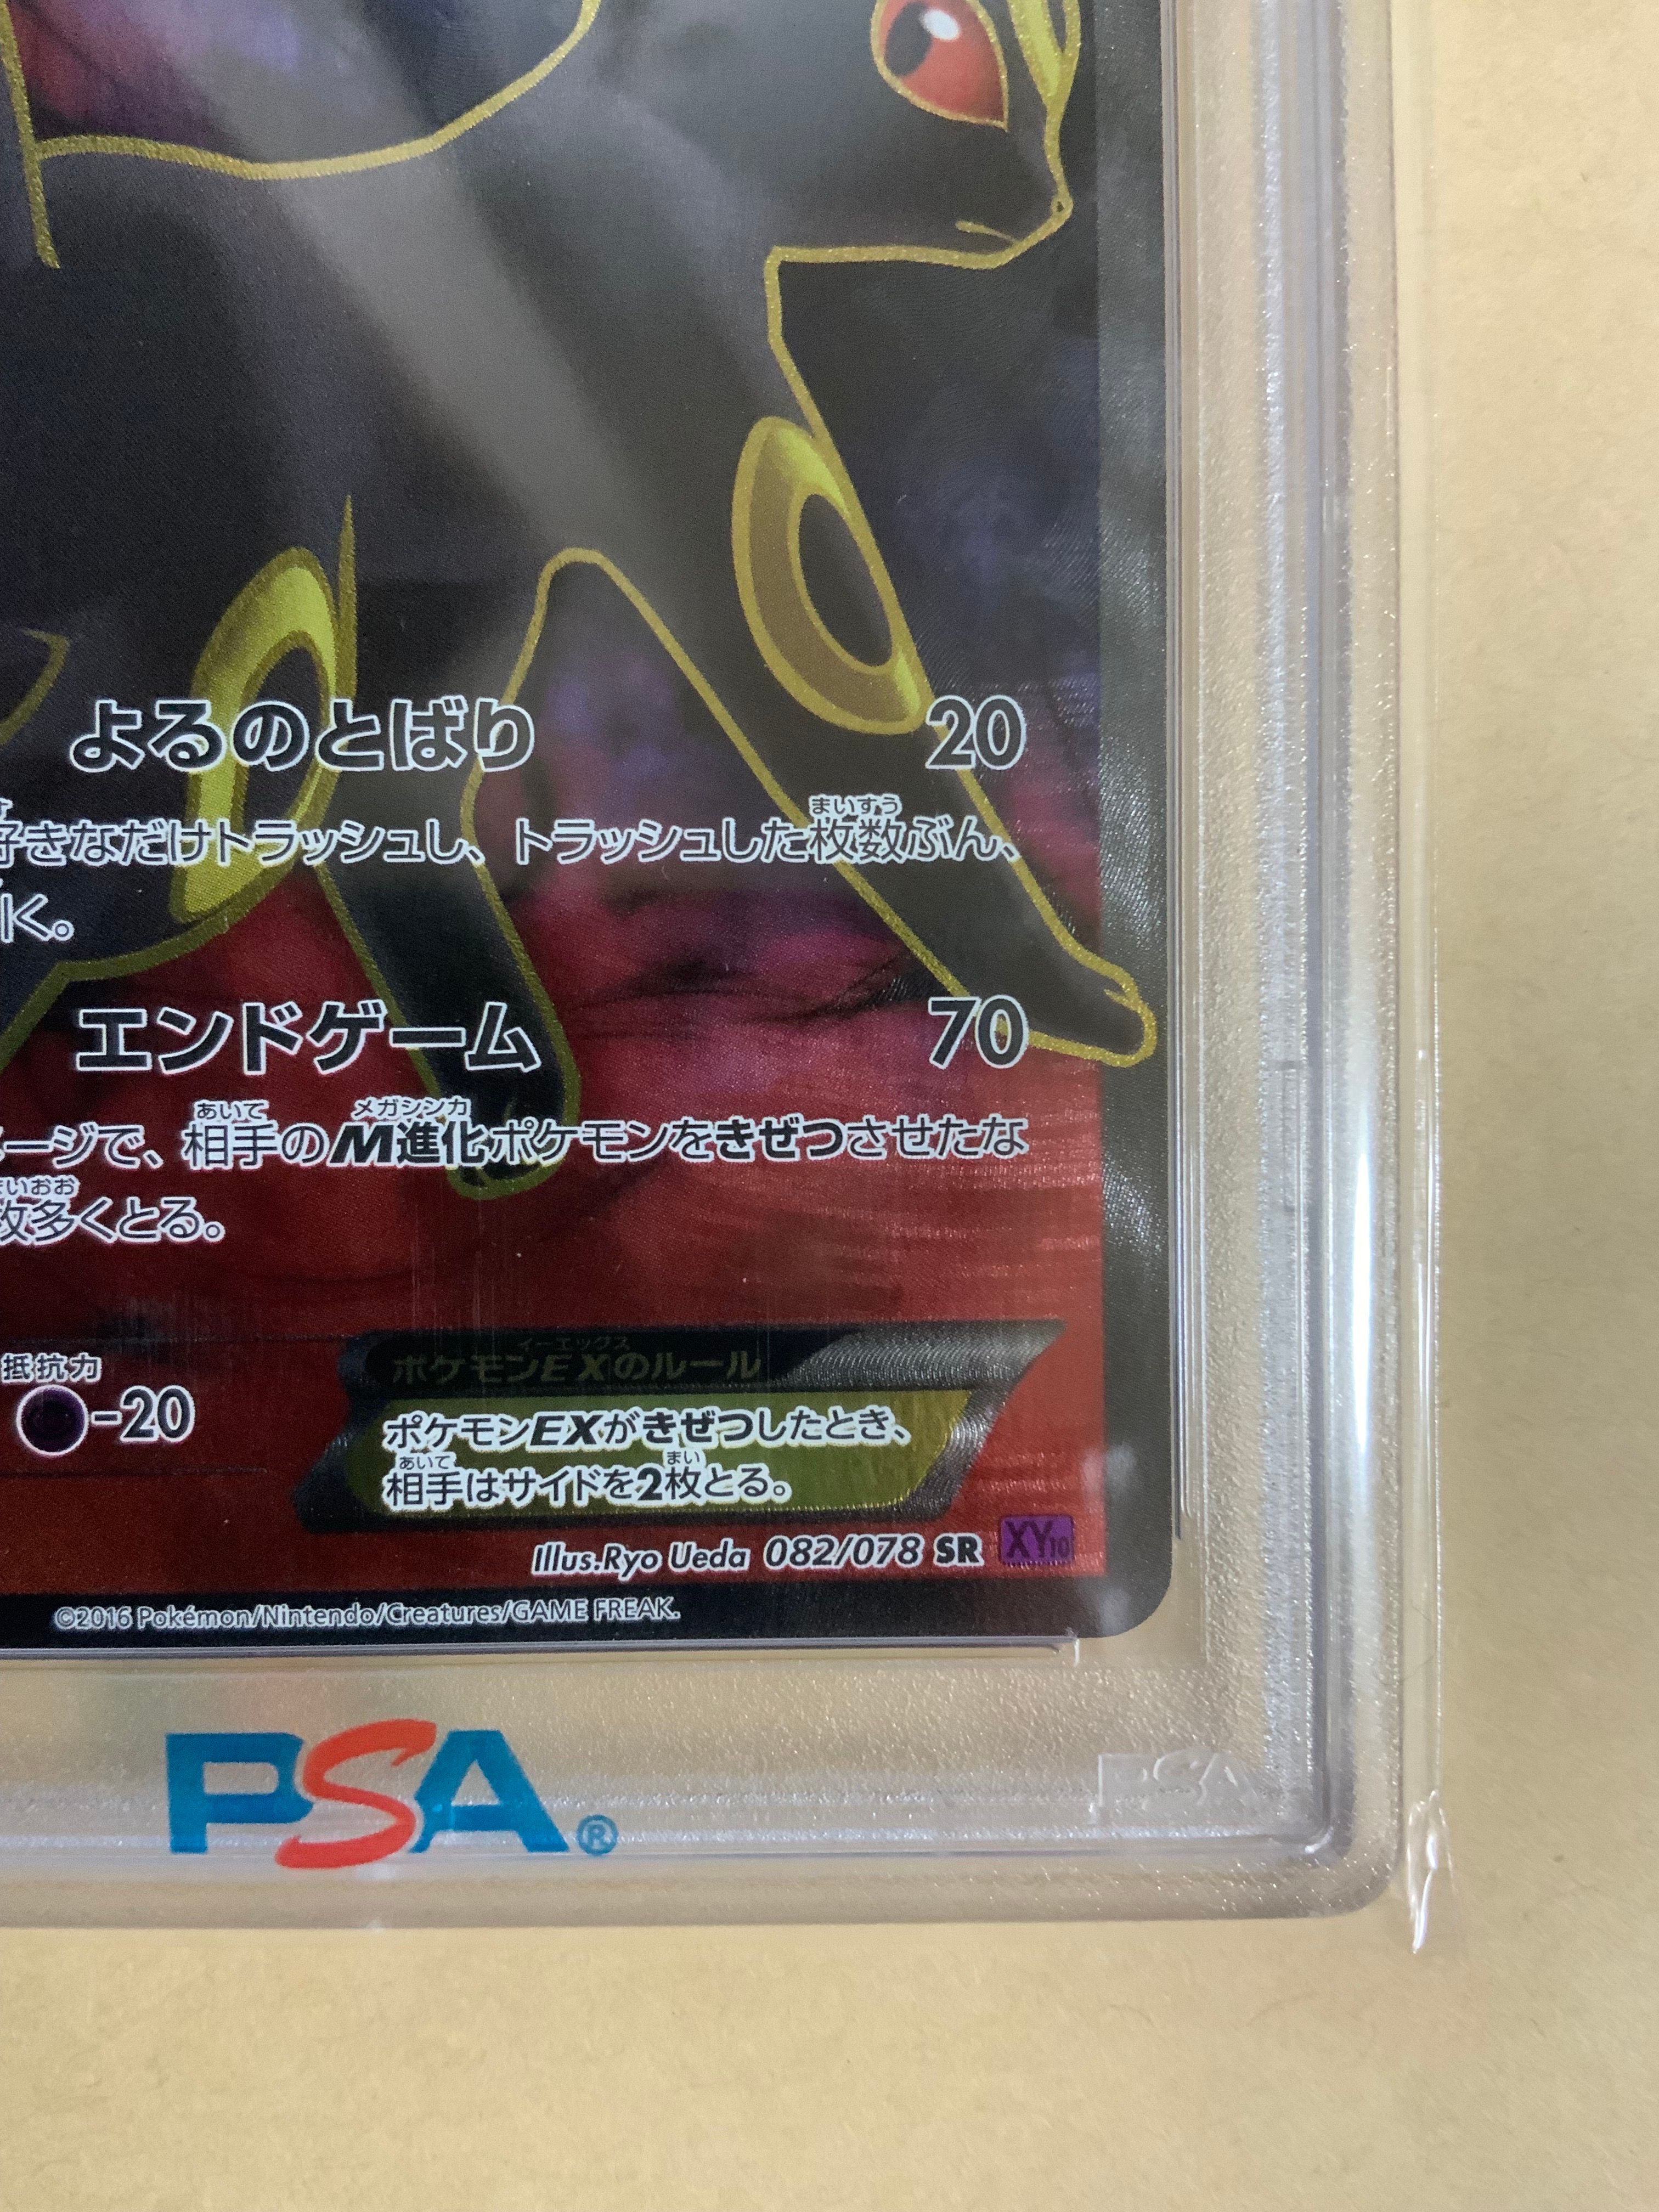 よるのとばり 20
好きなだけトラッシュし、トラッシュした枚数ぶん、
まいすう
K。
エンドゲーム 70
あいて メガシンカ
ージで、相手のM進化ポケモンをきぜつさせたな
いおお
枚多くとる。
抵抗力
-20
イーエックス
ポケモンEXのルール
ポケモンEXがきぜつしたとき、
あいて まい
相手はサイドを2枚とる。
Illus.Ryo Ueda 082/078 SR XY10
©2016 Pokémon/Nintendo/Creatures/GAME FREAK.
PSA®
PSA